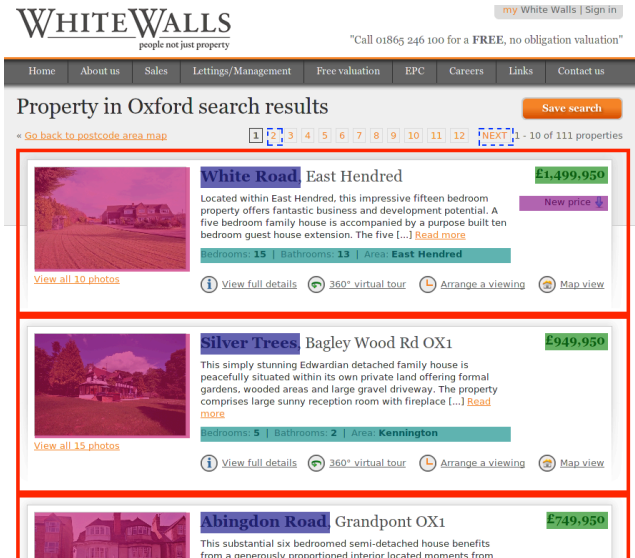 my White Walls | Sign in
WHITEWALLS
people not just property
"Call 01865 246 100 for a FREE, no obligation valuation"
Home About us Sales Lettings/Management Free valuation EPC Careers Links Contact us
Property in Oxford search results
Save search
« Go back to postcode area map 1 2 3 4 5 6 7 8 9 10 11 12 NEXT 1 - 10 of 111 properties
White Road, East Hendred £1,499,950
Located within East Hendred, this impressive fifteen bedroom New price
property offers fantastic business and development potential. A
five bedroom family house is accompanied by a purpose built ten
bedroom guest house extension. The five [...] Read more
Bedrooms: 15 | Bathrooms: 13 | Area: East Hendred
View all 10 photos
View full details 360° virtual tour Arrange a viewing Map view
Silver Trees, Bagley Wood Rd OX1 £949,950
This simply stunning Edwardian detached family house is
peacefully situated within its own private land offering formal
gardens, wooded areas and large gravel driveway. The property
comprises large sunny reception room with fireplace [...] Read
more
Bedrooms: 5 | Bathrooms: 2 | Area: Kennington
View all 15 photos
View full details 360° virtual tour Arrange a viewing Map view
Abingdon Road, Grandpont OX1 £749,950
This substantial six bedroomed semi-detached house benefits
from a generously proportioned interior located moments from